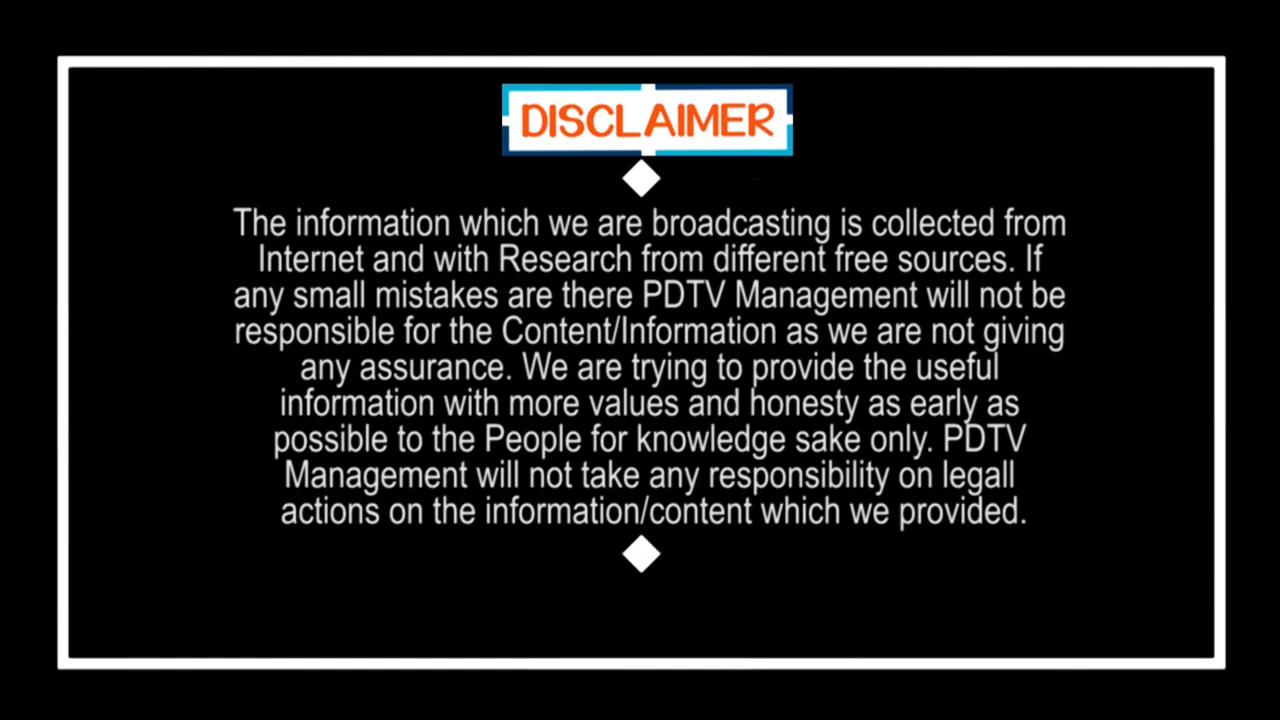 DISCLAIMER
The information which we are broadcasting is collected from
Internet and with Research from different free sources. If
any small mistakes are there PDTV Management will not be
responsible for the Content/Information as we are not giving
any assurance. We are trying to provide the useful
information with more values and honesty as early as
possible to the People for knowledge sake only. PDTV
Management will not take any responsibility on legall
actions on the information/content which we provided.